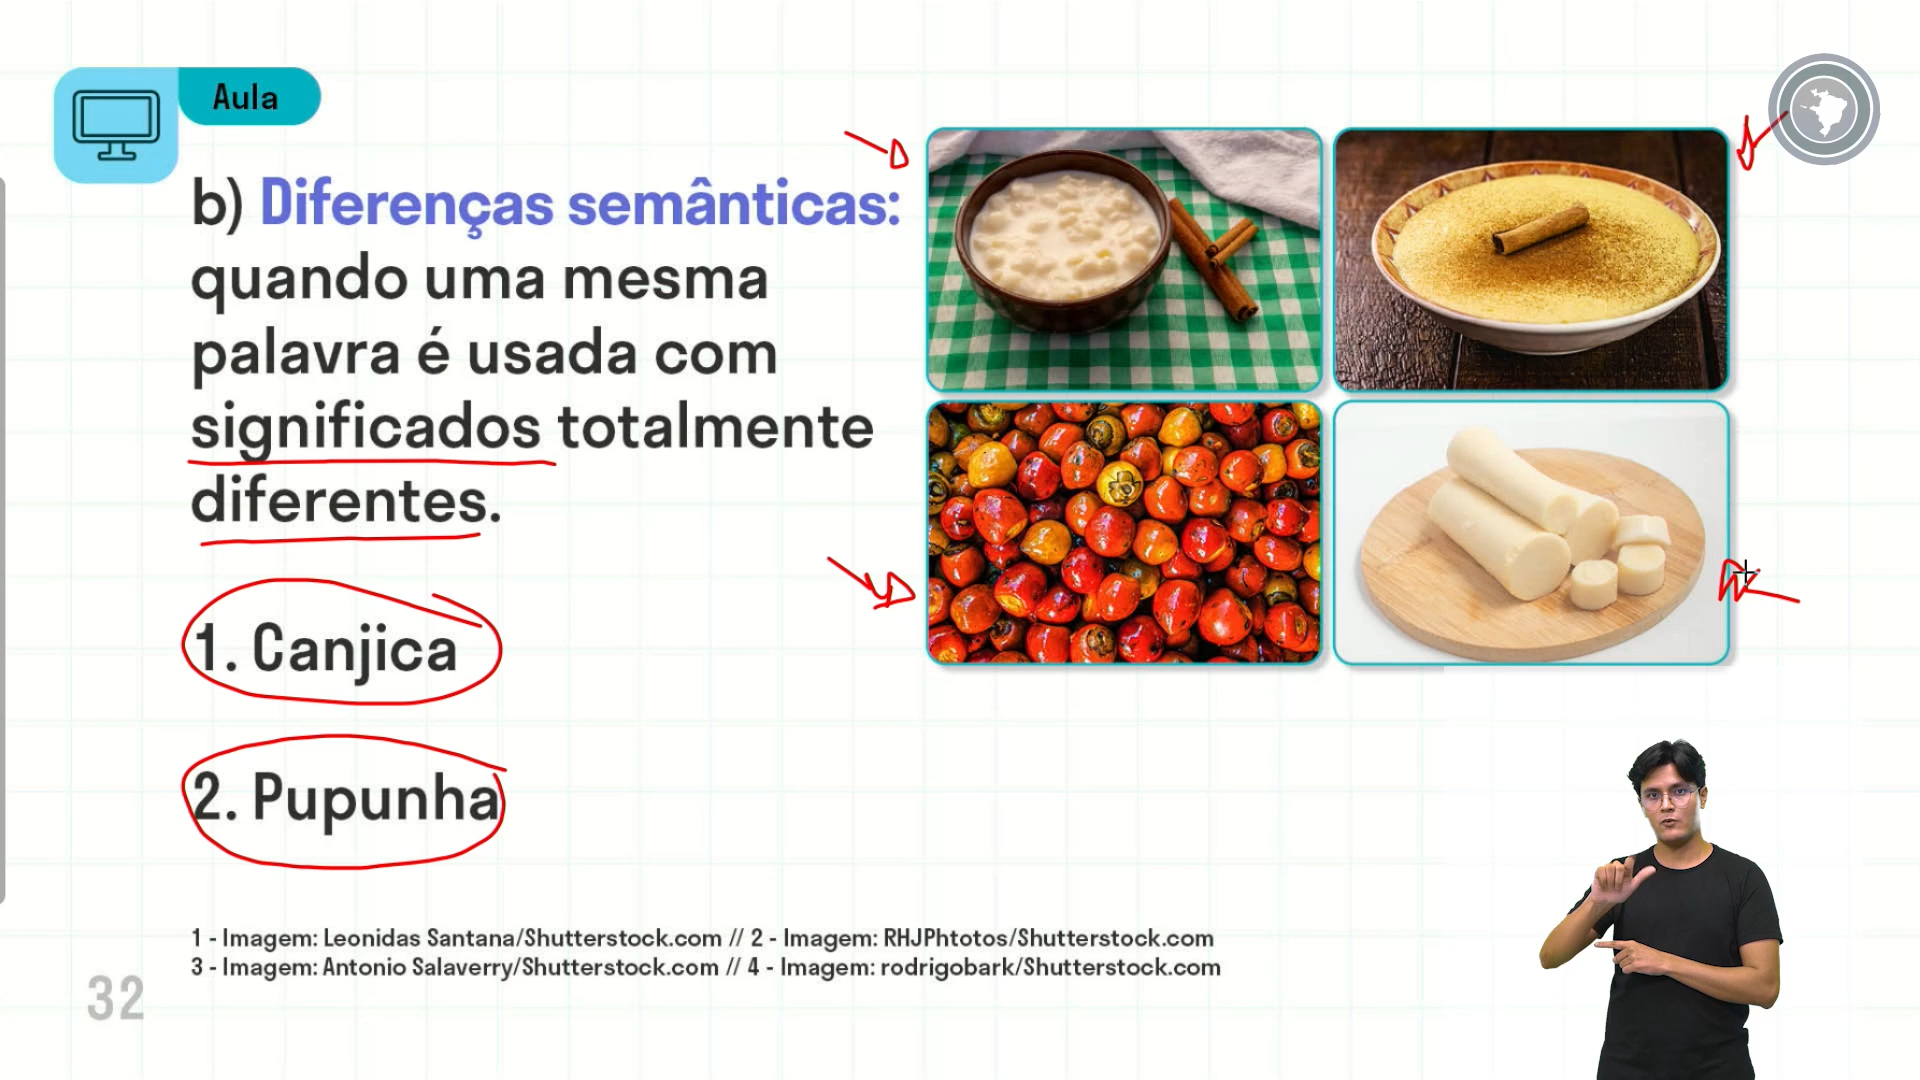 Aula
b) Diferenças semânticas:
quando uma mesma
palavra é usada com
significados totalmente
diferentes.
1. Canjica
2. Pupunha
1 - Imagem: Leonidas Santana/Shutterstock.com // 2 - Imagem: RHJPhtotos/Shutterstock.com
3 - Imagem: Antonio Salaverry/Shutterstock.com // 4 - Imagem: rodrigobark/Shutterstock.com
32